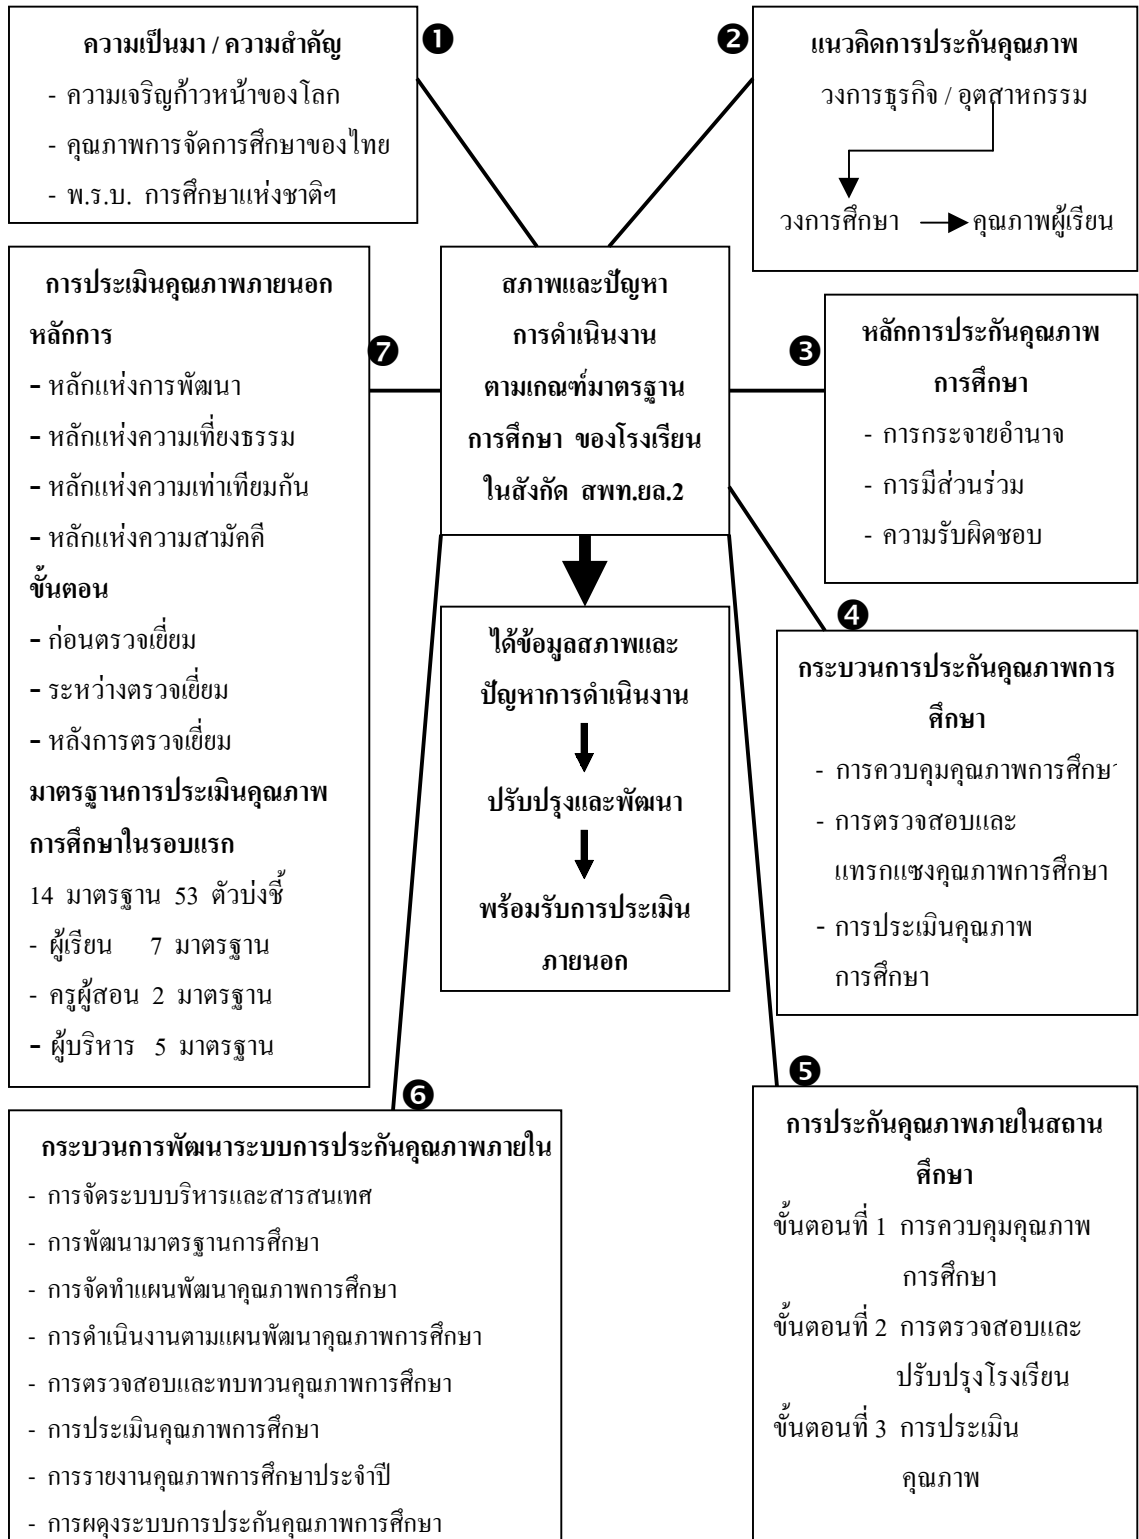 ความเป็นมา / ความสำคัญ
- ความเจริญก้าวหน้าของโลก
- คุณภาพการจัดการศึกษาของไทย
- พ.ร.บ. การศึกษาแห่งชาติฯ
❶
❷
แนวคิดการประกันคุณภาพ
วงการธุรกิจ / อุตสาหกรรม
วงการศึกษา คุณภาพผู้เรียน
สภาพและปัญหา
การดำเนินงาน
ตามเกณฑ์มาตรฐาน
การศึกษา ของโรงเรียน
ในสังกัด สพท.ยล.2
❸
หลักการประกันคุณภาพ
การศึกษา
- การกระจายอำนาจ
- การมีส่วนร่วม
- ความรับผิดชอบ
❹
กระบวนการประกันคุณภาพการ
ศึกษา
- การควบคุมคุณภาพการศึกษา
- การตรวจสอบและ
แทรกแซงคุณภาพการศึกษา
- การประเมินคุณภาพ
การศึกษา
❺
การประกันคุณภาพภายในสถาน
ศึกษา
ขั้นตอนที่ 1 การควบคุมคุณภาพ
การศึกษา
ขั้นตอนที่ 2 การตรวจสอบและ
ปรับปรุงโรงเรียน
ขั้นตอนที่ 3 การประเมิน
คุณภาพ
❻
กระบวนการพัฒนาระบบการประกันคุณภาพภายใน
- การจัดระบบบริหารและสารสนเทศ
- การพัฒนามาตรฐานการศึกษา
- การจัดทำแผนพัฒนาคุณภาพการศึกษา
- การดำเนินงานตามแผนพัฒนาคุณภาพการศึกษา
- การตรวจสอบและทบทวนคุณภาพการศึกษา
- การประเมินคุณภาพการศึกษา
- การรายงานคุณภาพการศึกษาประจำปี
- การผดุงระบบการประกันคุณภาพการศึกษา
❼
การประเมินคุณภาพภายนอก
หลักการ
- หลักแห่งการพัฒนา
- หลักแห่งความเที่ยงธรรม
- หลักแห่งความเท่าเทียมกัน
- หลักแห่งความสามัคคี
ขั้นตอน
- ก่อนตรวจเยี่ยม
- ระหว่างตรวจเยี่ยม
- หลังการตรวจเยี่ยม
มาตรฐานการประเมินคุณภาพ
การศึกษาในรอบแรก
14 มาตรฐาน 53 ตัวบ่งชี้
- ผู้เรียน 7 มาตรฐาน
- ครูผู้สอน 2 มาตรฐาน
- ผู้บริหาร 5 มาตรฐาน
ได้ข้อมูลสภาพและ
ปัญหาการดำเนินงาน
ปรับปรุงและพัฒนา
พร้อมรับการประเมิน
ภายนอก